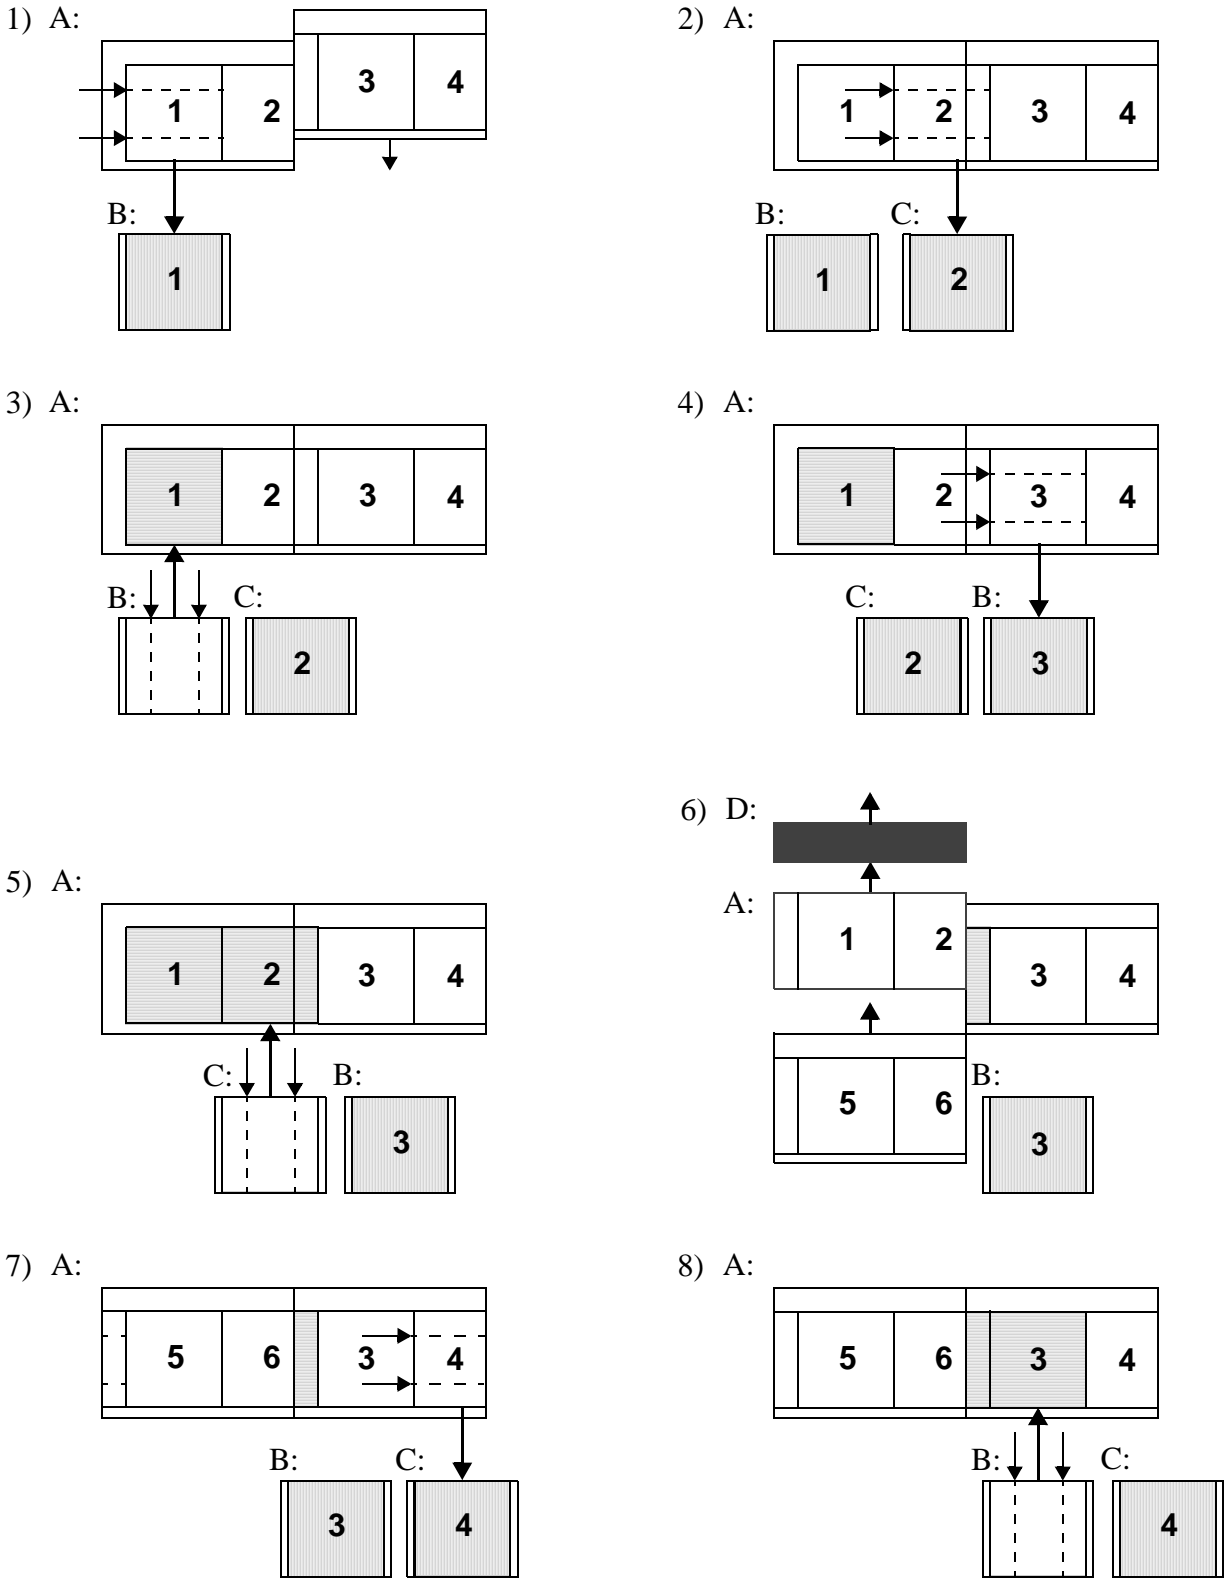 1) A:
1 2 3 4
B:
1
2) A:
1 2 3 4
B: C:
1 2
3) A:
1 2 3 4
B: C:
2
4) A:
1 2 3 4
C: B:
2 3
5) A:
1 2 3 4
C: B:
3
6) D:
A:
1 2 3 4
5 6 B:
3
7) A:
5 6 3 4
B: C:
3 4
8) A:
5 6 3 4
B: C:
4